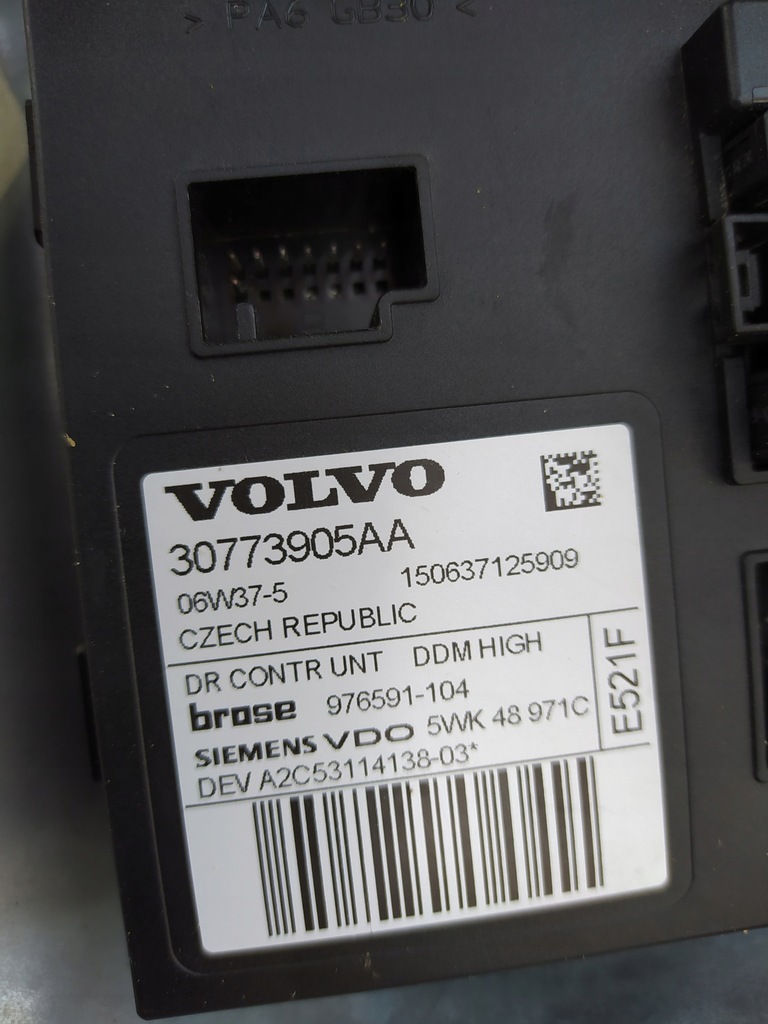 > PA6 GB30 <
VOLVO
30773905AA
06W37-5 150637125909
CZECH REPUBLIC
DR CONTR UNT DDM HIGH
brose 976591-104
SIEMENS VDO 5WK 48 971C
DEV A2C53114138-03*
E521F